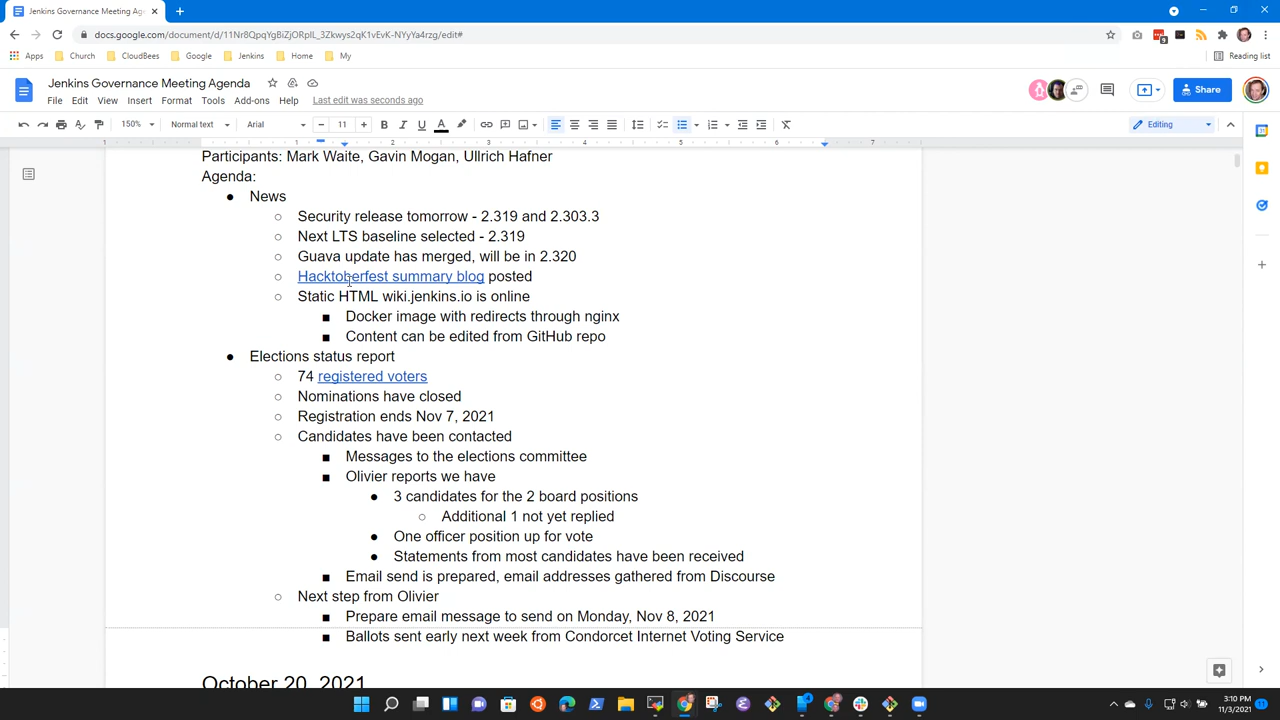 Jenkins Governance Meeting Ag
docs.google.com/document/d/11Nr8QpqYgBiZjORpIL_3Zkwys2qK1vEvK-NYyYa4rzg/edit#
Apps Church CloudBees Google Jenkins Home My Reading list
Jenkins Governance Meeting Agenda
File Edit View Insert Format Tools Add-ons Help Last edit was seconds ago
Share
150% Normal text Arial 11 Editing
1 1 2 3 4 5 6 7
Participants: Mark Waite, Gavin Mogan, Ullrich Hafner
Agenda:
News
Security release tomorrow - 2.319 and 2.303.3
Next LTS baseline selected - 2.319
Guava update has merged, will be in 2.320
Hacktoberfest summary blog posted
Static HTML wiki.jenkins.io is online
Docker image with redirects through nginx
Content can be edited from GitHub repo
Elections status report
74 registered voters
Nominations have closed
Registration ends Nov 7, 2021
Candidates have been contacted
Messages to the elections committee
Olivier reports we have
3 candidates for the 2 board positions
Additional 1 not yet replied
One officer position up for vote
Statements from most candidates have been received
Email send is prepared, email addresses gathered from Discourse
Next step from Olivier
Prepare email message to send on Monday, Nov 8, 2021
Ballots sent early next week from Condorcet Internet Voting Service
October 20, 2021
3:10 PM
11/3/2021